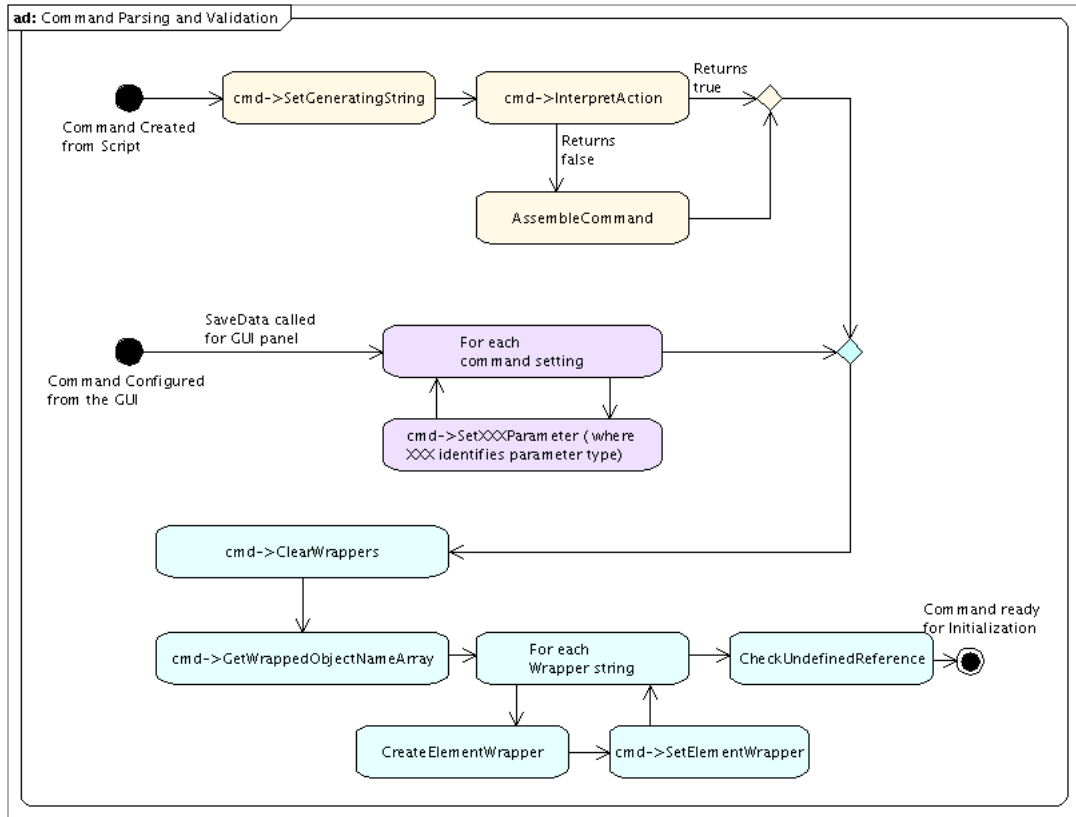 ad: Command Parsing and Validation
Returns
true
cmd->SetGeneratingString
cmd->InterpretAction
Command Created
from Script
Returns
false
AssembleCommand
SaveData called
for GUI panel
For each
command setting
Command Configured
from the GUI
cmd->SetXXXParameter (where
XXX identifies parameter type)
cmd->ClearWrappers
Command ready
for Initialization
cmd->GetWrappedObjectNameArray
For each
Wrapper string
CheckUndefinedReference
CreateElementWrapper
cmd->SetElementWrapper